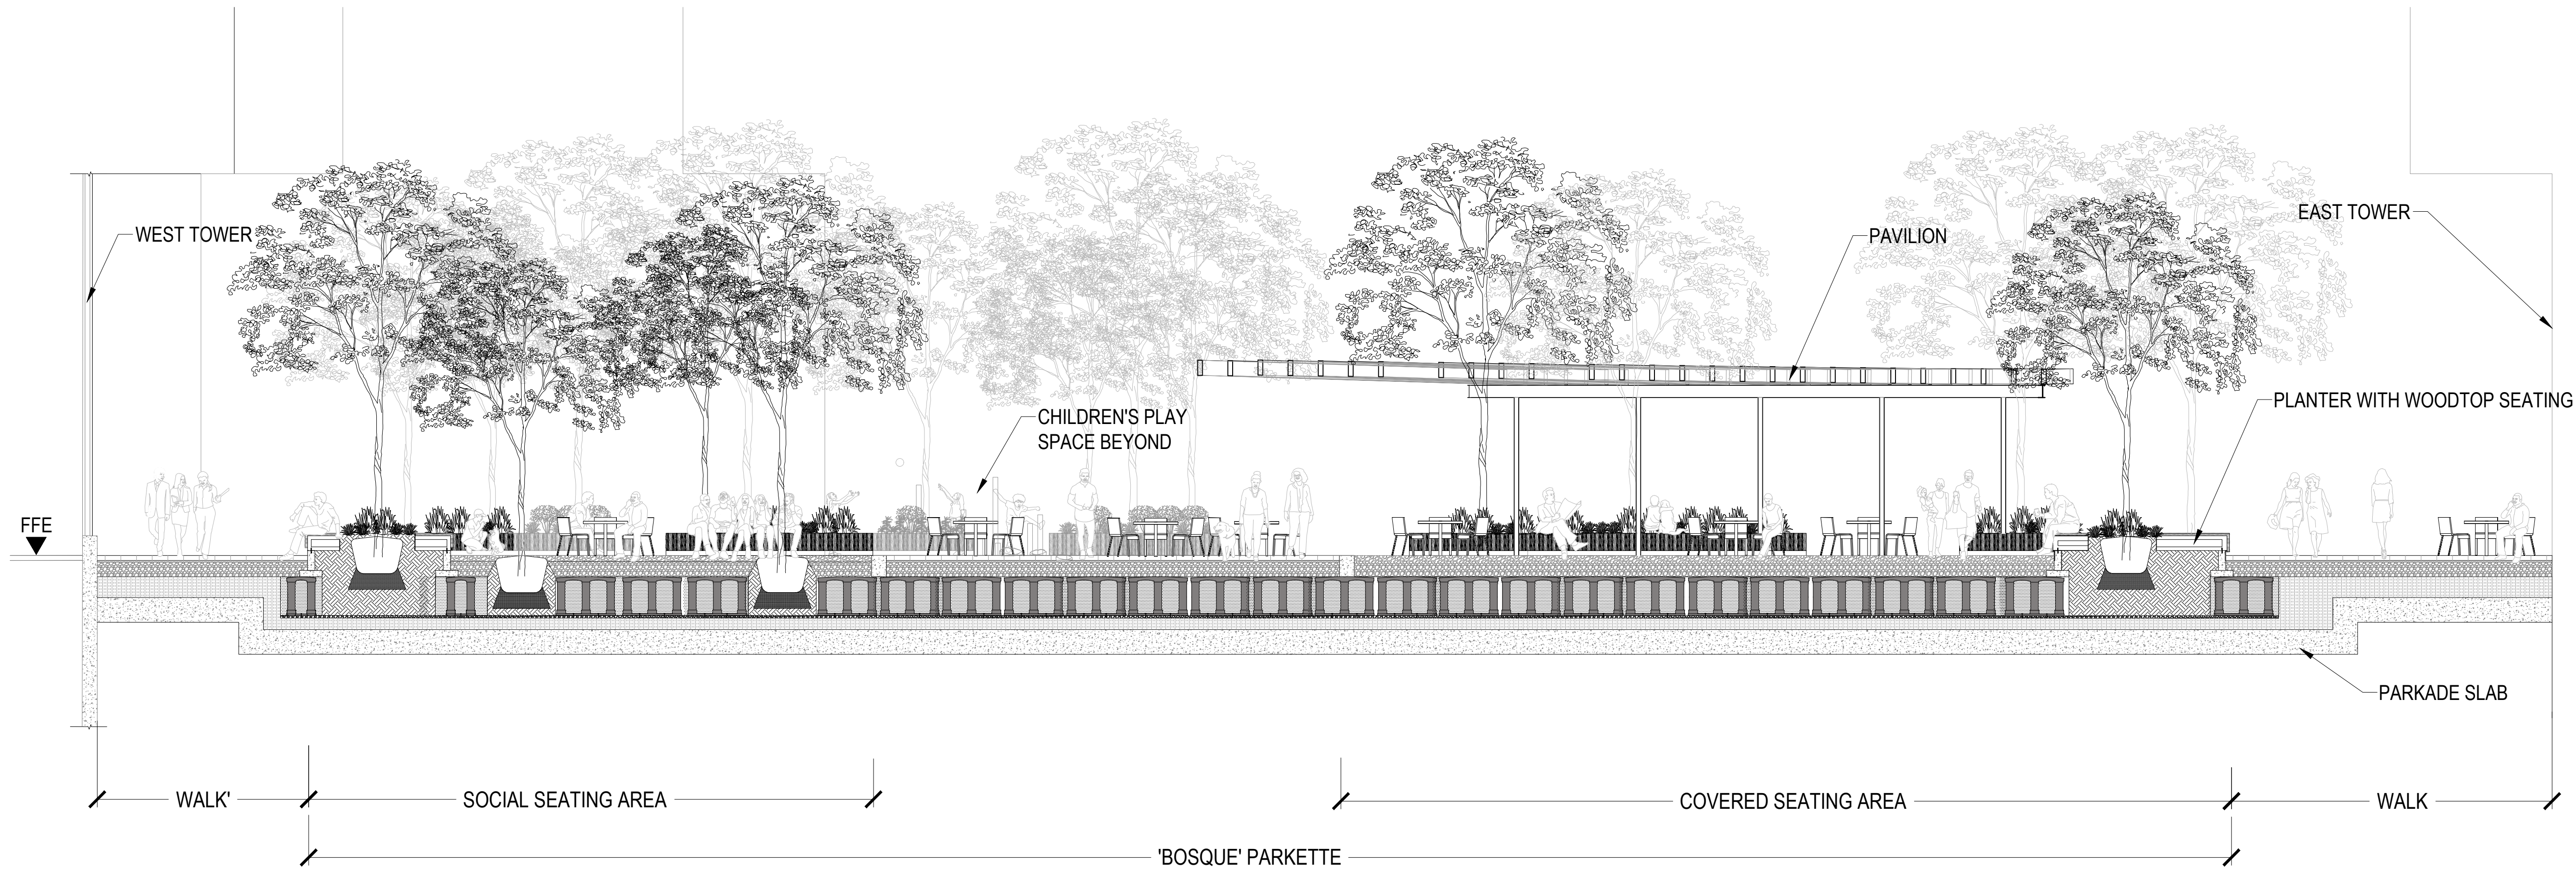 WEST TOWER
EAST TOWER
PAVILION
PLANTER WITH WOODTOP SEATING
CHILDREN'S PLAY
SPACE BEYOND
FFE
PARKADE SLAB
WALK'
SOCIAL SEATING AREA
COVERED SEATING AREA
WALK
'BOSQUE' PARKETTE